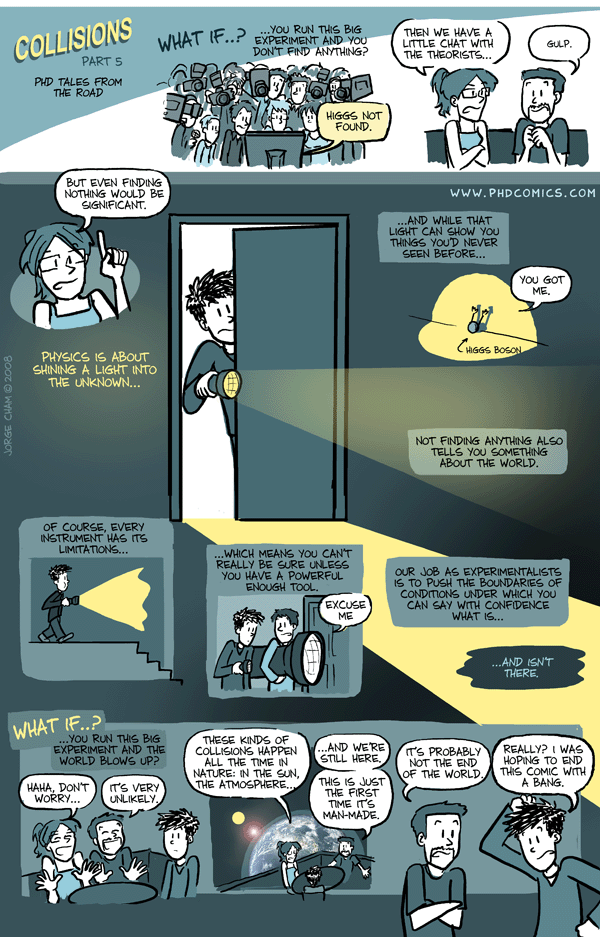 COLLISIONS
PART 5
PHD TALES FROM
THE ROAD
WHAT IF..?
...YOU RUN THIS BIG
EXPERIMENT AND YOU
DON'T FIND ANYTHING?
HIGGS NOT
FOUND.
THEN WE HAVE A
LITTLE CHAT WITH
THE THEORISTS...
GULP.
WWW.PHDCOMICS.COM
BUT EVEN FINDING
NOTHING WOULD BE
SIGNIFICANT.
PHYSICS IS ABOUT
SHINING A LIGHT INTO
THE UNKNOWN...
JORGE CHAM © 2008
...AND WHILE THAT
LIGHT CAN SHOW YOU
THINGS YOU'D NEVER
SEEN BEFORE...
YOU GOT
ME.
HIGGS BOSON
NOT FINDING ANYTHING ALSO
TELLS YOU SOMETHING
ABOUT THE WORLD.
OF COURSE, EVERY
INSTRUMENT HAS ITS
LIMITATIONS...
...WHICH MEANS YOU CAN'T
REALLY BE SURE UNLESS
YOU HAVE A POWERFUL
ENOUGH TOOL.
EXCUSE
ME
OUR JOB AS EXPERIMENTALISTS
IS TO PUSH THE BOUNDARIES OF
CONDITIONS UNDER WHICH YOU
CAN SAY WITH CONFIDENCE
WHAT IS...
...AND ISN'T
THERE.
WHAT IF..?
...YOU RUN THIS BIG
EXPERIMENT AND THE
WORLD BLOWS UP?
HAHA, DON'T
WORRY...
IT'S VERY
UNLIKELY.
THESE KINDS OF
COLLISIONS HAPPEN
ALL THE TIME IN
NATURE: IN THE SUN,
THE ATMOSPHERE...
...AND WE'RE
STILL HERE.
THIS IS JUST
THE FIRST
TIME IT'S
MAN-MADE.
IT'S PROBABLY
NOT THE END
OF THE WORLD.
REALLY? I WAS
HOPING TO END
THIS COMIC WITH
A BANG.